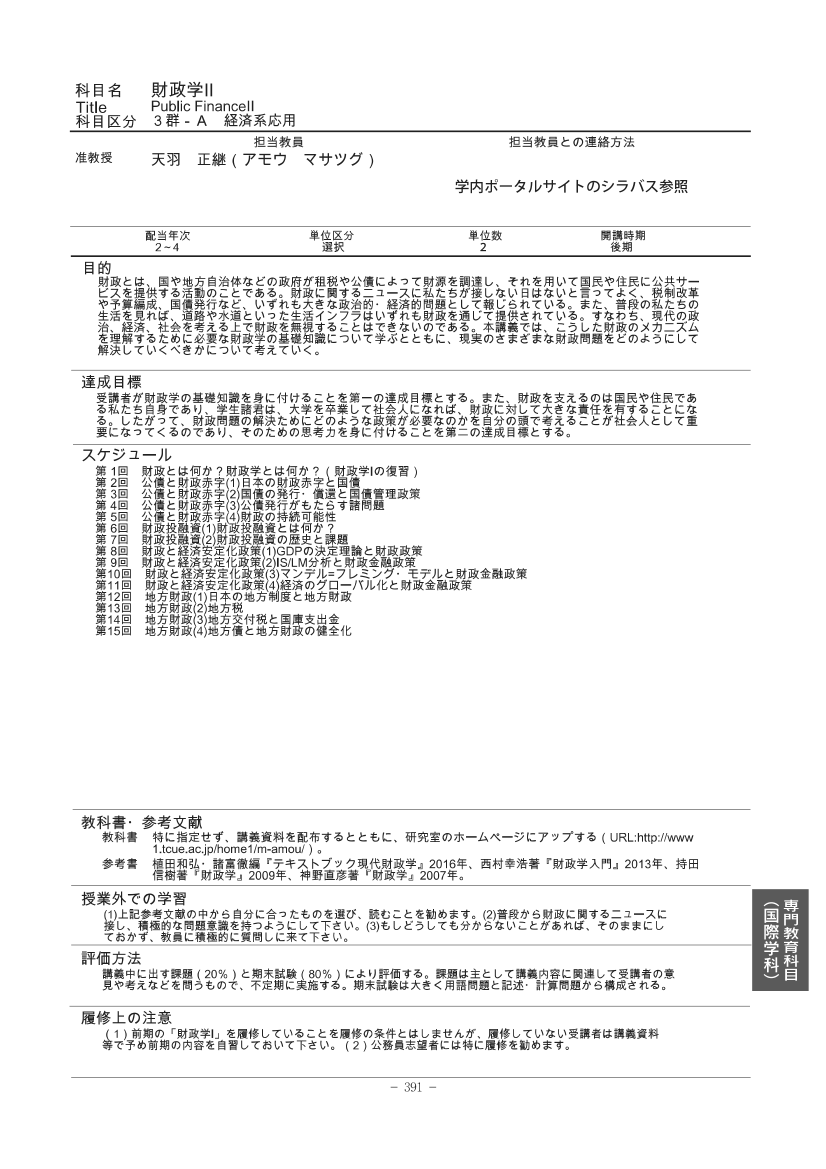 科目名　財政学II
Title　Public FinanceII
科目区分　３群－Ａ　経済系応用
担当教員　担当教員との連絡方法
准教授　天羽　正継（アモウ　マサツグ）
学内ポータルサイトのシラバス参照
配当年次　単位区分　単位数　開講時期
２～４　選択　2　後期
目的
財政とは、国や地方自治体などの政府が租税や公債によって財源を調達し、それを用いて国民や住民に公共サー
ビスを提供する活動のことである。財政に関するニュースに私たちが接しない日はないと言ってよく、税制改革
や予算編成、国債発行など、いずれも大きな政治的・経済的問題として報じられている。また、普段の私たちの
生活を見れば、道路や水道といった生活インフラはいずれも財政を通じて提供されている。すなわち、現代の政
治、経済、社会を考える上で財政を無視することはできないのである。本講義では、こうした財政のメカニズム
を理解するために必要な財政学の基礎知識について学ぶとともに、現実のさまざまな財政問題をどのようにして
解決していくべきかについて考えていく。
達成目標
受講者が財政学の基礎知識を身に付けることを第一の達成目標とする。また、財政を支えるのは国民や住民であ
る私たち自身であり、学生諸君は、大学を卒業して社会人になれば、財政に対して大きな責任を有することにな
る。したがって、財政問題の解決ためにどのような政策が必要なのかを自分の頭で考えることが社会人として重
要になってくるのであり、そのための思考力を身に付けることを第二の達成目標とする。
スケジュール
第 1回　財政とは何か？財政学とは何か？（財政学Iの復習）
第 2回　公債と財政赤字(1)日本の財政赤字と国債
第 3回　公債と財政赤字(2)国債の発行・償還と国債管理政策
第 4回　公債と財政赤字(3)公債発行がもたらす諸問題
第 5回　公債と財政赤字(4)財政の持続可能性
第 6回　財政投融資(1)財政投融資とは何か？
第 7回　財政投融資(2)財政投融資の歴史と課題
第 8回　財政と経済安定化政策(1)GDPの決定理論と財政政策
第 9回　財政と経済安定化政策(2)IS/LM分析と財政金融政策
第10回　財政と経済安定化政策(3)マンデル=フレミング・モデルと財政金融政策
第11回　財政と経済安定化政策(4)経済のグローバル化と財政金融政策
第12回　地方財政(1)日本の地方制度と地方財政
第13回　地方財政(2)地方税
第14回　地方財政(3)地方交付税と国庫支出金
第15回　地方財政(4)地方債と地方財政の健全化
教科書・参考文献
教科書　特に指定せず、講義資料を配布するとともに、研究室のホームページにアップする（URL:http://www
1.tcue.ac.jp/home1/m-amou/）。
参考書　植田和弘・諸富徹編『テキストブック現代財政学』2016年、西村幸浩著『財政学入門』2013年、持田
信樹著『財政学』2009年、神野直彦著『財政学』2007年。
授業外での学習
(1)上記参考文献の中から自分に合ったものを選び、読むことを勧めます。(2)普段から財政に関するニュースに
接し、積極的な問題意識を持つようにして下さい。(3)もしどうしても分からないことがあれば、そのままにし
ておかず、教員に積極的に質問しに来て下さい。
評価方法
講義中に出す課題（20％）と期末試験（80％）により評価する。課題は主として講義内容に関連して受講者の意
見や考えなどを問うもので、不定期に実施する。期末試験は大きく用語問題と記述・計算問題から構成される。
履修上の注意
（１）前期の「財政学I」を履修していることを履修の条件とはしませんが、履修していない受講者は講義資料
等で予め前期の内容を自習しておいて下さい。（２）公務員志望者には特に履修を勧めます。
専門教育科目
（国際学科）
－ 391 －